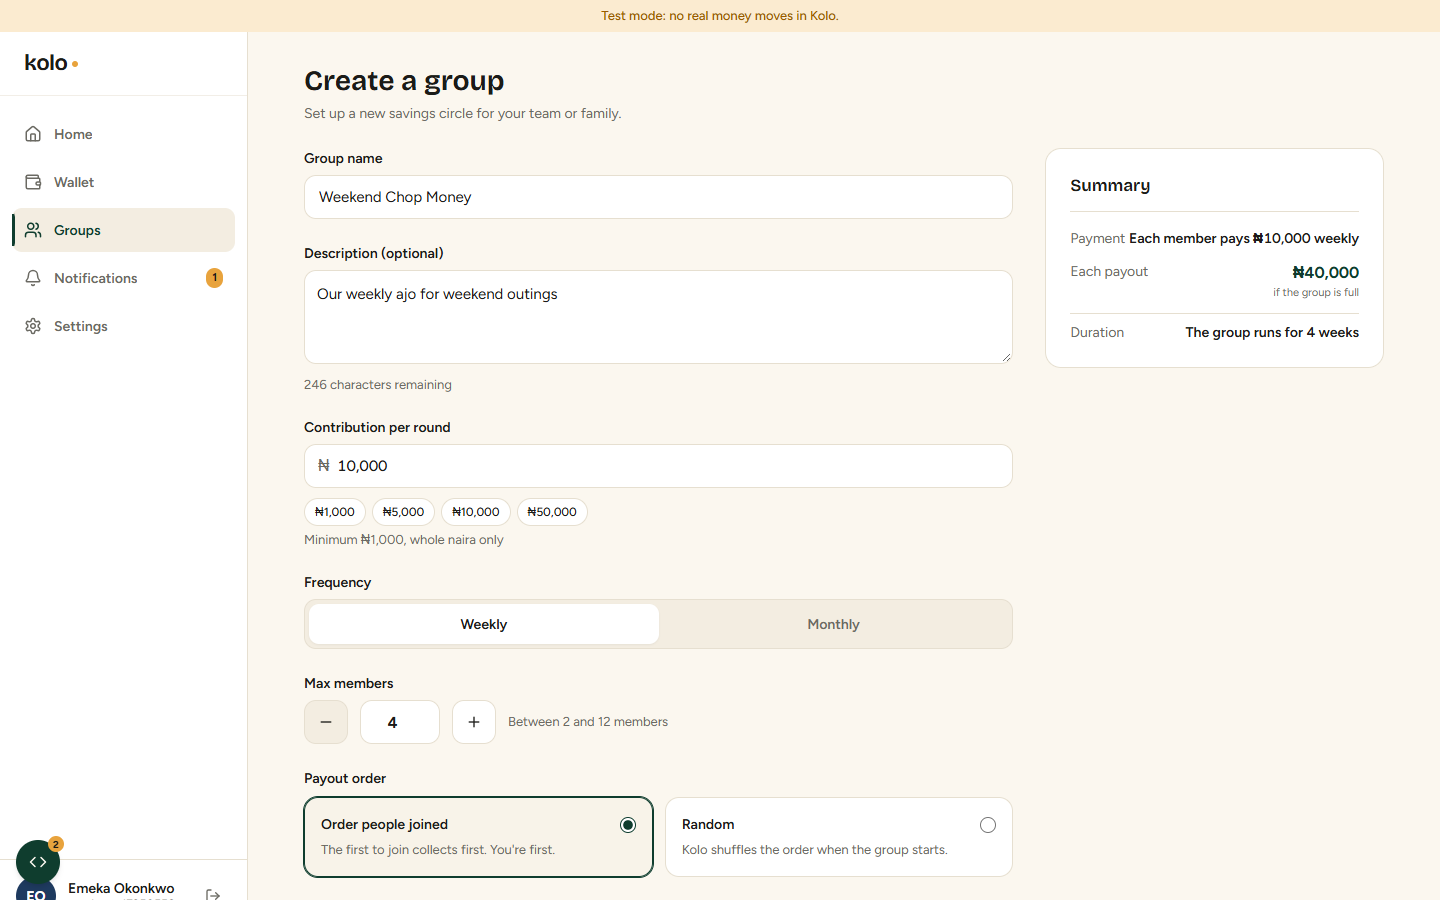 Test mode: no real money moves in Kolo.
kolo
Home
Wallet
Groups
Notifications 1
Settings
2
EO
Emeka Okonkwo
Create a group
Set up a new savings circle for your team or family.
Group name
Weekend Chop Money
Description (optional)
Our weekly ajo for weekend outings
246 characters remaining
Contribution per round
₦ 10,000
₦1,000 ₦5,000 ₦10,000 ₦50,000
Minimum ₦1,000, whole naira only
Frequency
Weekly Monthly
Max members
− 4 + Between 2 and 12 members
Payout order
Order people joined
The first to join collects first. You're first.
Random
Kolo shuffles the order when the group starts.
Summary
Payment Each member pays ₦10,000 weekly
Each payout ₦40,000
if the group is full
Duration The group runs for 4 weeks